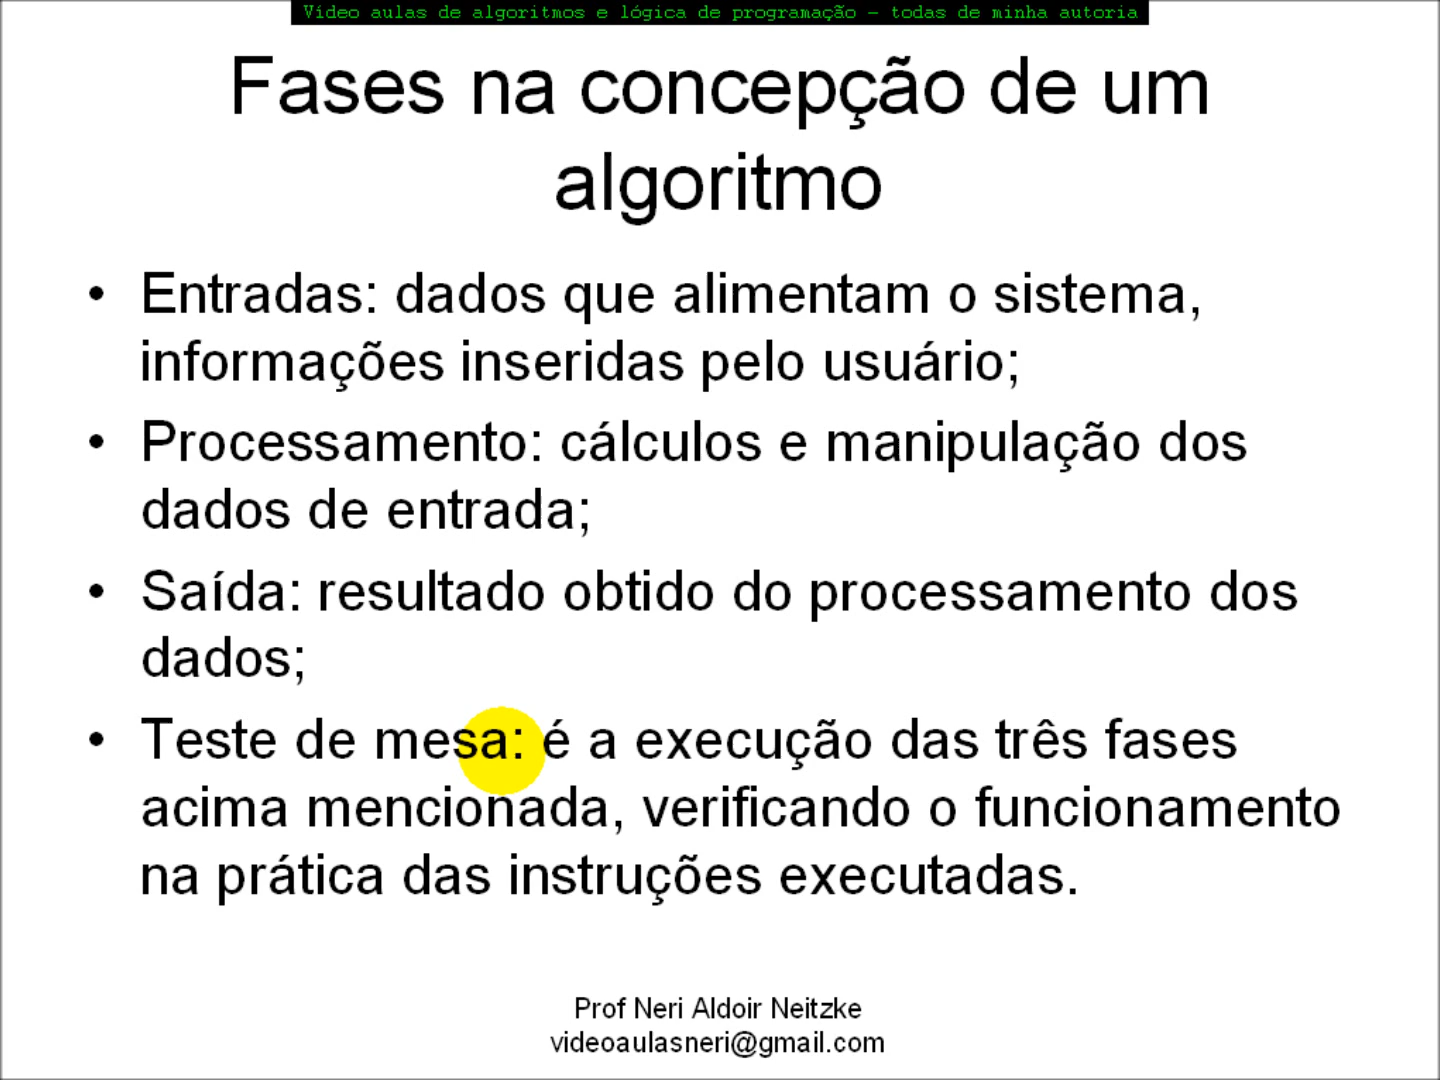 Vídeo aulas de algoritmos e lógica de programação - todas de minha autoria
Fases na concepção de um
algoritmo
• Entradas: dados que alimentam o sistema,
informações inseridas pelo usuário;
• Processamento: cálculos e manipulação dos
dados de entrada;
• Saída: resultado obtido do processamento dos
dados;
• Teste de mesa: é a execução das três fases
acima mencionada, verificando o funcionamento
na prática das instruções executadas.
Prof Neri Aldoir Neitzke
videoaulasneri@gmail.com